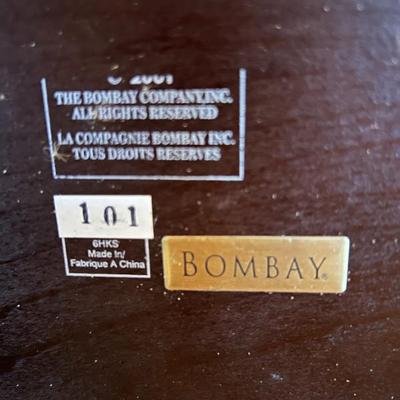 © 2001
THE BOMBAY COMPANY,INC.
ALL RIGHTS RESERVED
LA COMPAGNIE BOMBAY INC.
TOUS DROITS RESERVES
101
6HKS
Made In/
Fabrique A China
BOMBAY®